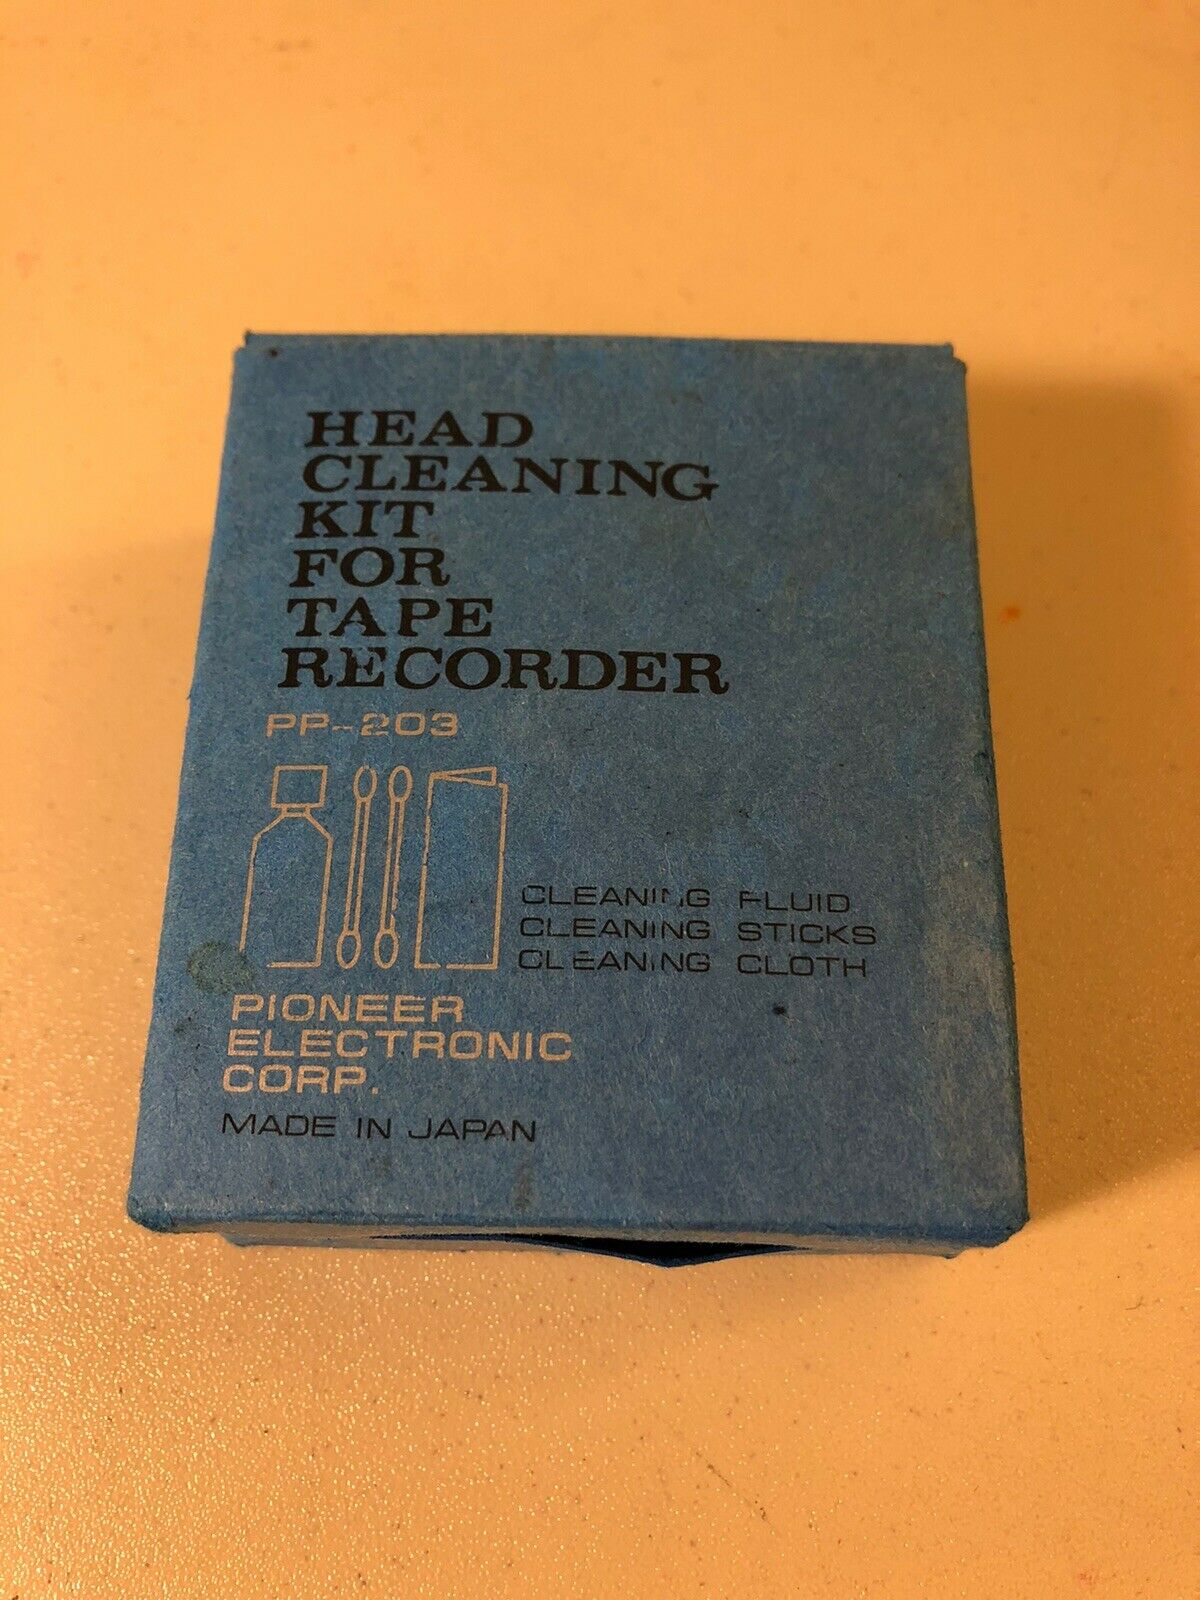 HEAD
CLEANING
KIT
FOR
TAPE
RECORDER
PP-203
CLEANING FLUID
CLEANING STICKS
CLEANING CLOTH
PIONEER
ELECTRONIC
CORP.
MADE IN JAPAN